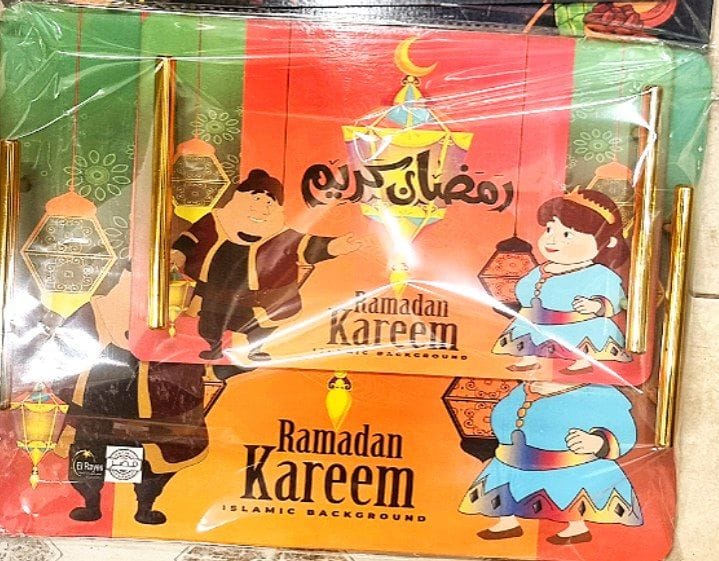 رمضان كريم
Ramadan
Kareem
ISLAMIC BACKGROUND
Ramadan
Kareem
ISLAMIC BACKGROUND
El Rayes